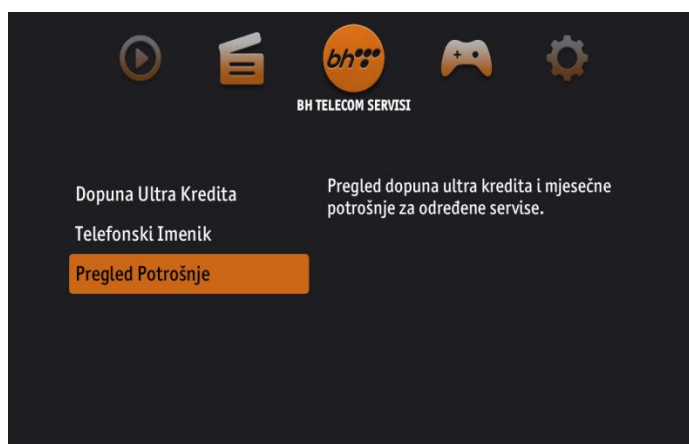 bh
BH TELECOM SERVISI
Dopuna Ultra Kredita
Telefonski Imenik
Pregled Potrošnje
Pregled dopuna ultra kredita i mjesečne
potrošnje za određene servise.